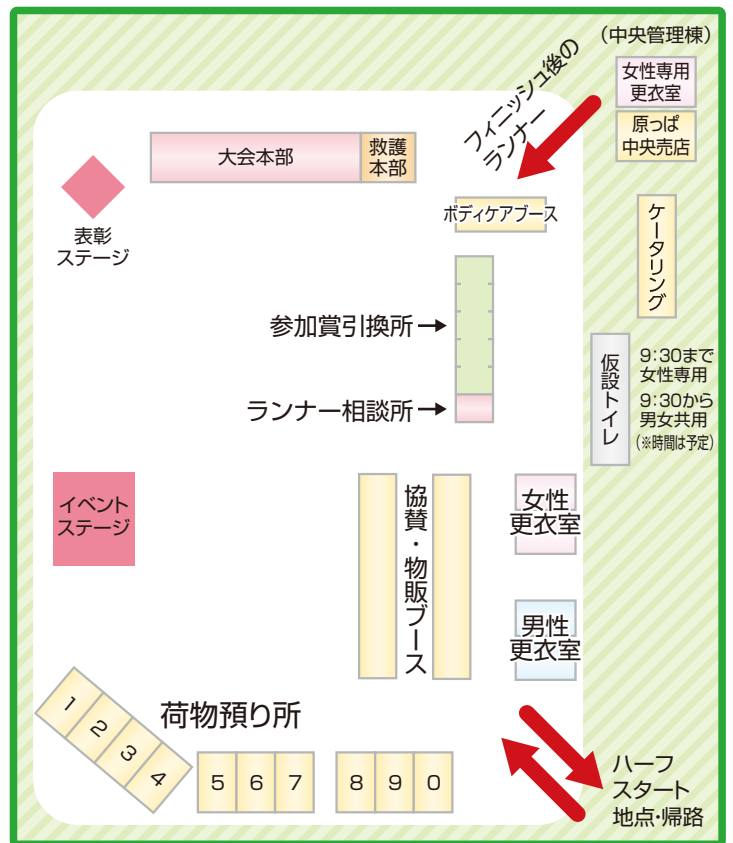 （中央管理棟）
女性専用
更衣室
原っぱ
中央売店
フィニッシュ後の
ランナー
大会本部
救護
本部
表彰
ステージ
ボディケアブース
ケータリング
参加賞引換所→
ランナー相談所→
仮設トイレ
9:30まで
女性専用
9:30から
男女共用
（※時間は予定）
イベント
ステージ
協賛・物販ブース
女性
更衣室
男性
更衣室
荷物預り所
1
2
3
4
5
6
7
8
9
0
ハーフ
スタート
地点・帰路